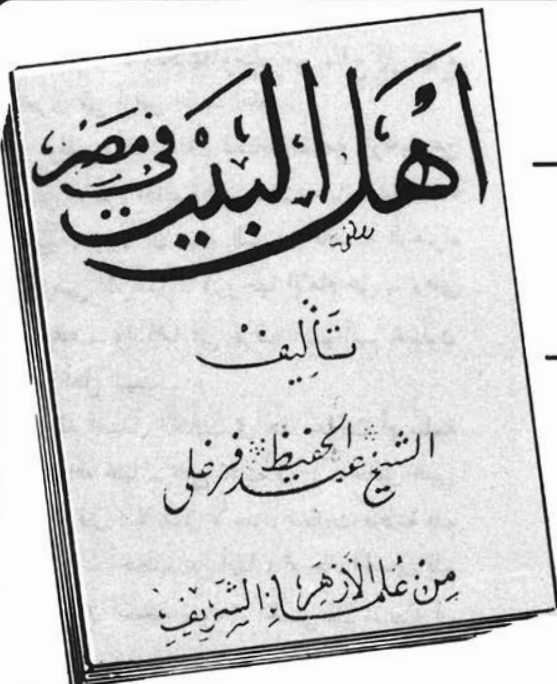 أهل البيت في مصر
تأليف
الشيخ عبد الحفيظ فرغلي
من علماء الأزهر الشريف